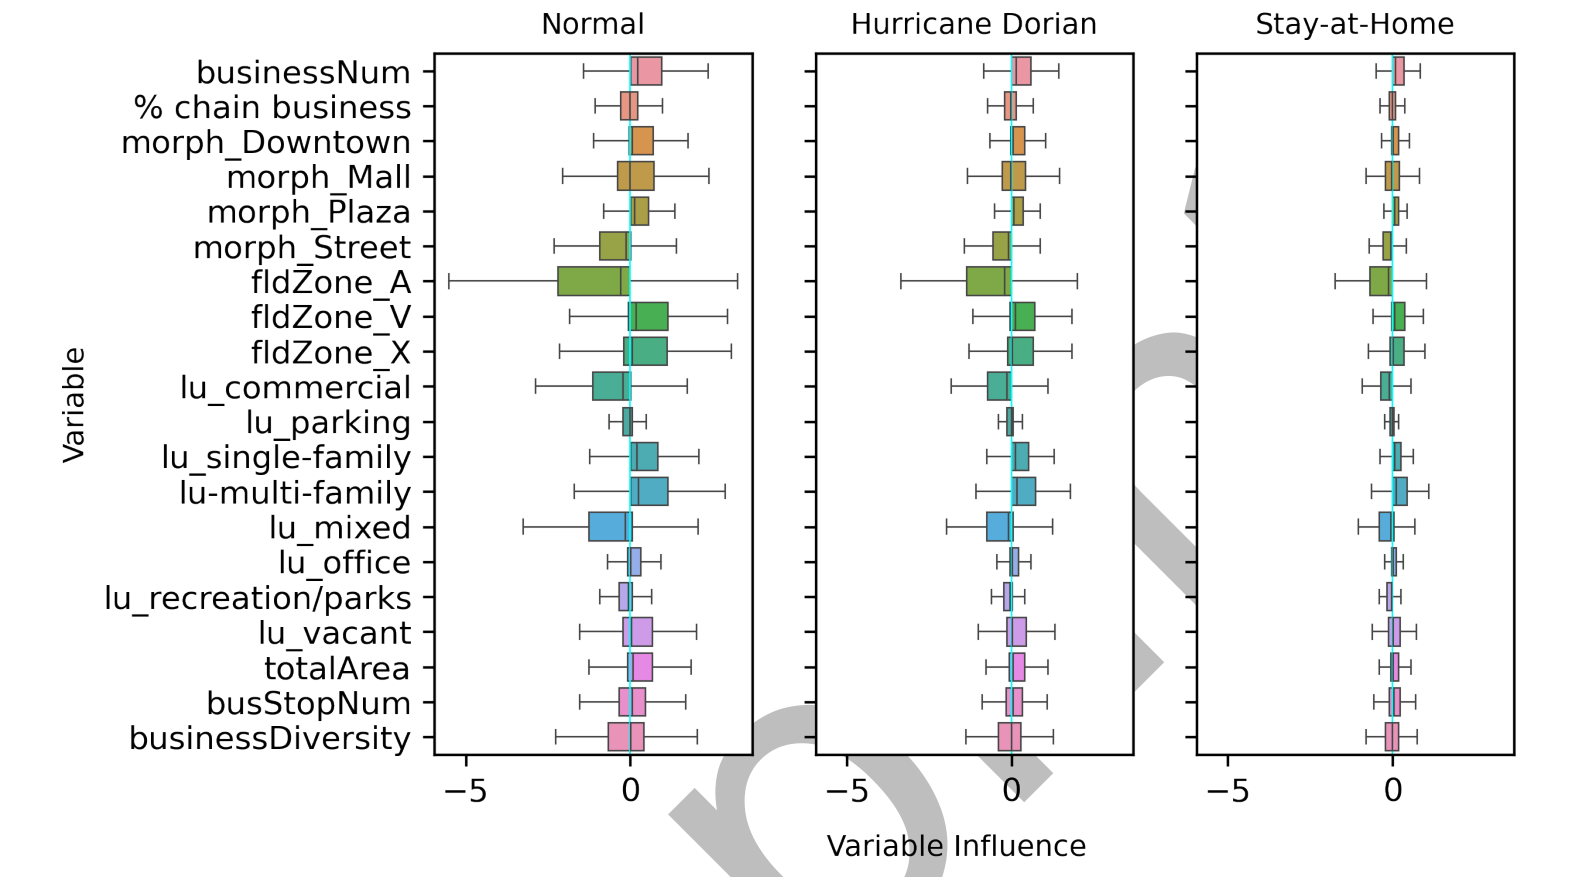 Normal
Hurricane Dorian
Stay-at-Home
businessNum
% chain business
morph_Downtown
morph_Mall
morph_Plaza
morph_Street
fldZone_A
fldZone_V
fldZone_X
lu_commercial
lu_parking
lu_single-family
lu-multi-family
lu_mixed
lu_office
lu_recreation/parks
lu_vacant
totalArea
busStopNum
businessDiversity
Variable
−5 0
−5 0
−5 0
Variable Influence